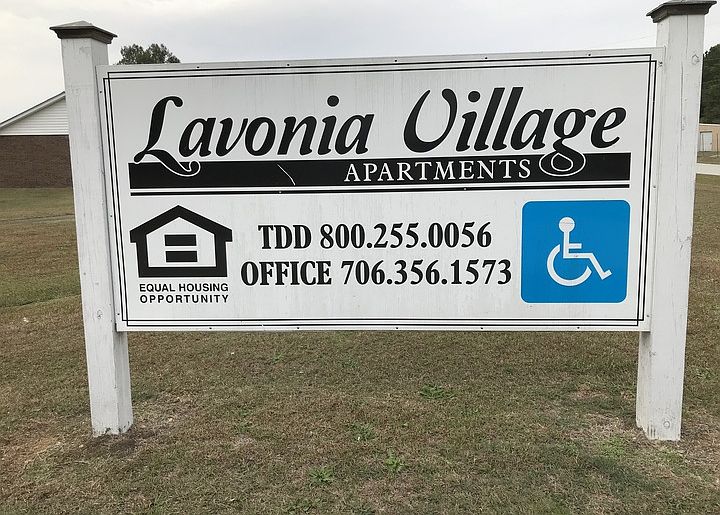 Lavonia Village
APARTMENTS
TDD 800.255.0056
OFFICE 706.356.1573
EQUAL HOUSING
OPPORTUNITY